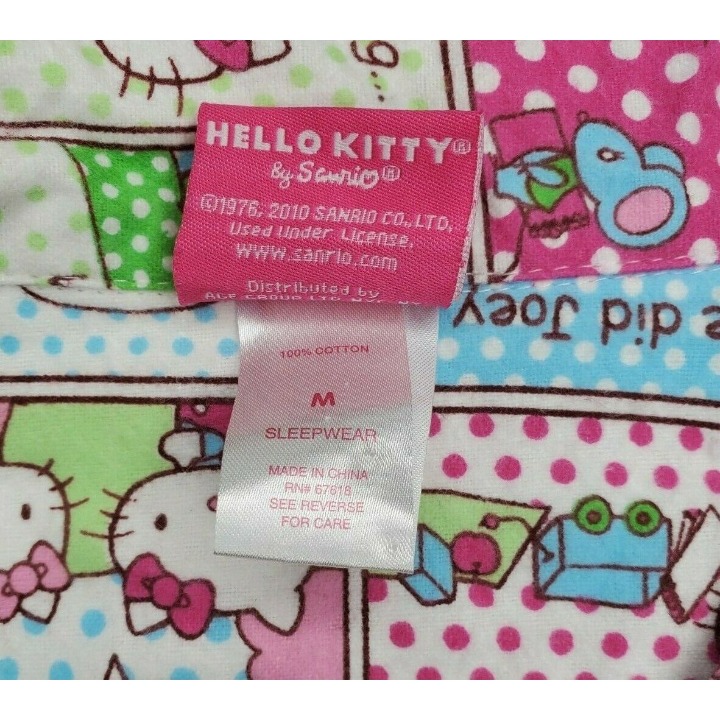 HELLO KITTY®
By Sanrio®
©1976, 2010 SANRIO CO., LTD.
Used Under License.
www.sanrio.com
Distributed by
100% COTTON
M
SLEEPWEAR
MADE IN CHINA
RN# 67818
SEE REVERSE
FOR CARE
did Joey